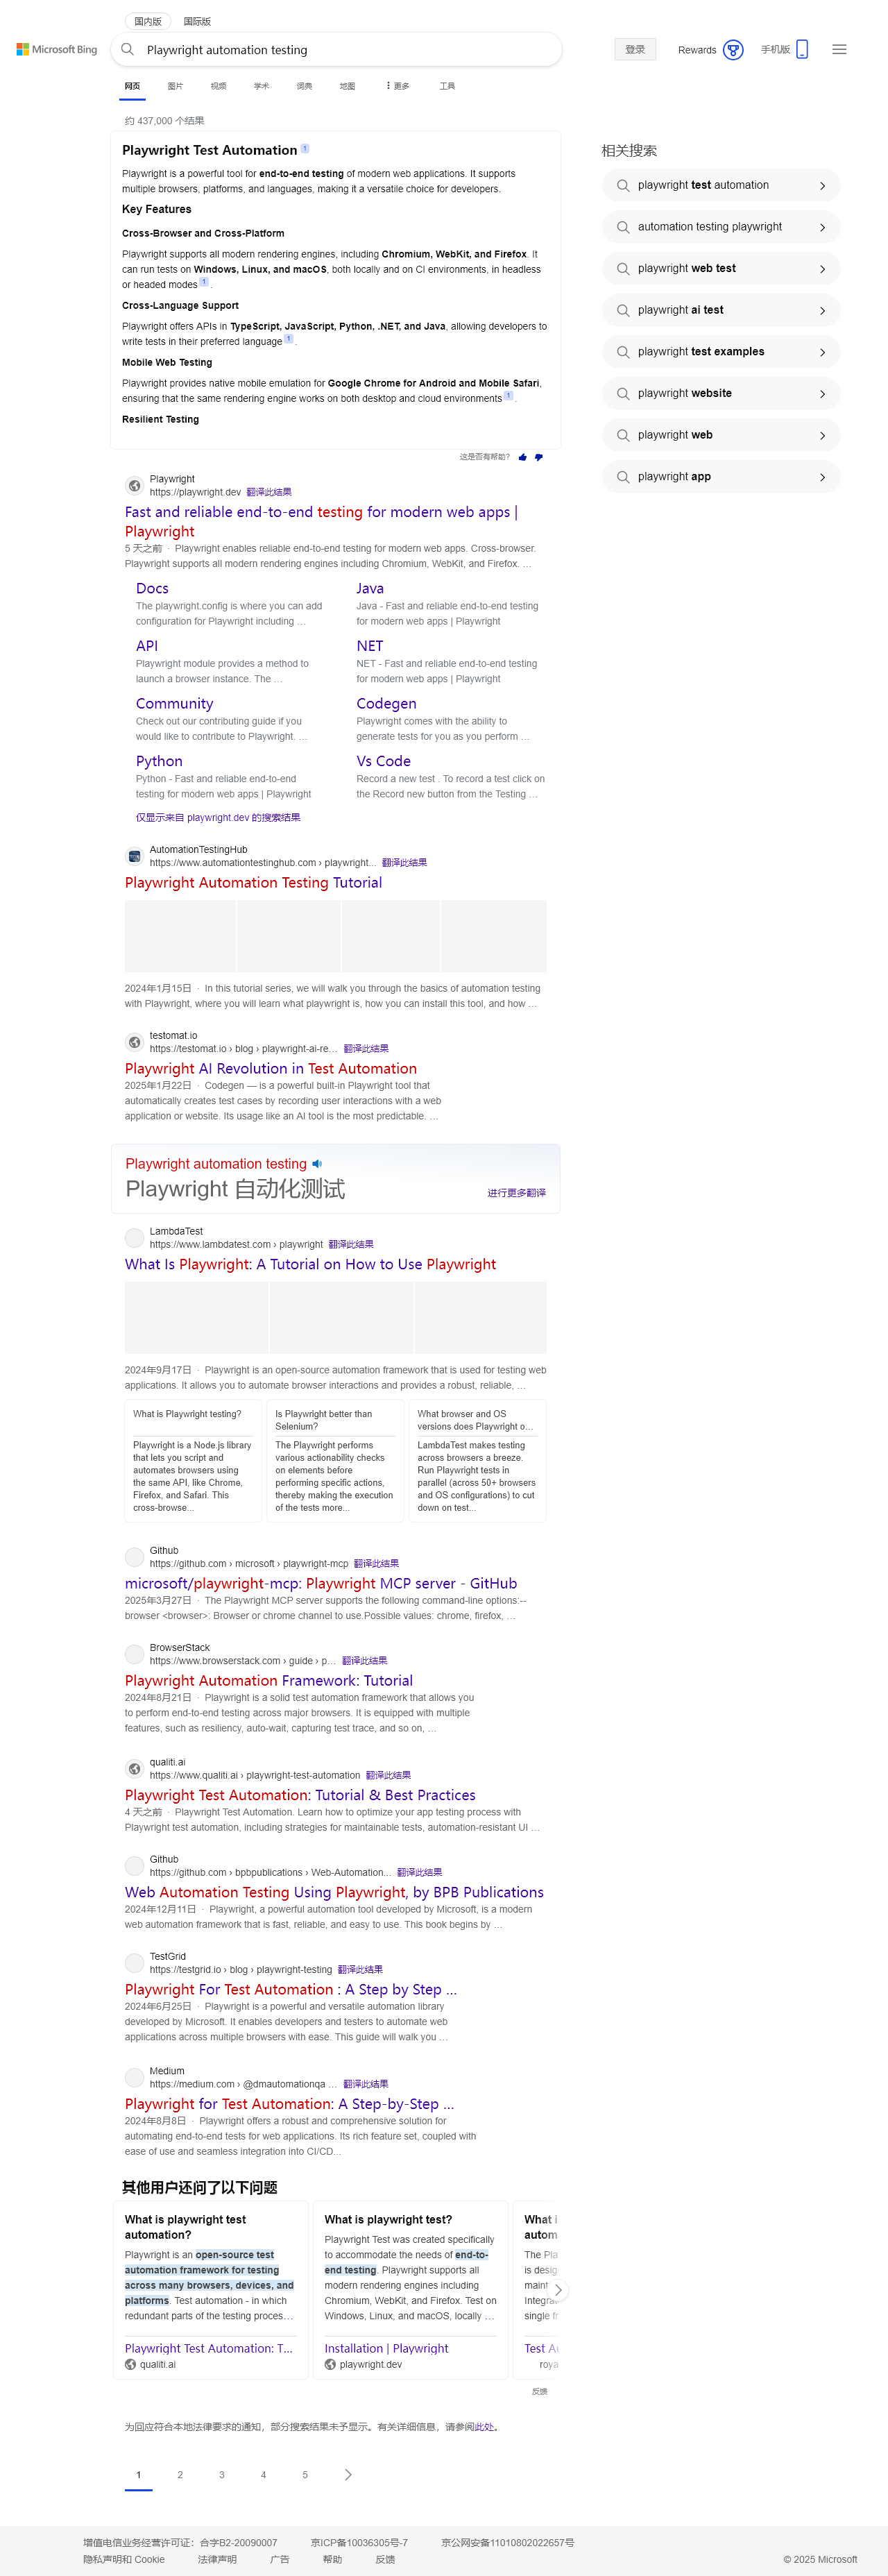 国内版 国际版
Microsoft Bing
Playwright automation testing
登录 Rewards 手机版
网页 图片 视频 学术 词典 地图 更多 工具
约 437,000 个结果
Playwright Test Automation 1
Playwright is a powerful tool for end-to-end testing of modern web applications. It supports
multiple browsers, platforms, and languages, making it a versatile choice for developers.
Key Features
Cross-Browser and Cross-Platform
Playwright supports all modern rendering engines, including Chromium, WebKit, and Firefox. It
can run tests on Windows, Linux, and macOS, both locally and on CI environments, in headless
or headed modes 1 .
Cross-Language Support
Playwright offers APIs in TypeScript, JavaScript, Python, .NET, and Java, allowing developers to
write tests in their preferred language 1 .
Mobile Web Testing
Playwright provides native mobile emulation for Google Chrome for Android and Mobile Safari,
ensuring that the same rendering engine works on both desktop and cloud environments 1 .
Resilient Testing
这是否有帮助?
相关搜索
playwright test automation
automation testing playwright
playwright web test
playwright ai test
playwright test examples
playwright website
playwright web
playwright app
Playwright
https://playwright.dev 翻译此结果
Fast and reliable end-to-end testing for modern web apps |
Playwright
5 天之前 · Playwright enables reliable end-to-end testing for modern web apps. Cross-browser.
Playwright supports all modern rendering engines including Chromium, WebKit, and Firefox. …
Docs
The playwright.config is where you can add
configuration for Playwright including …
Java
Java - Fast and reliable end-to-end testing
for modern web apps | Playwright
API
Playwright module provides a method to
launch a browser instance. The …
NET
NET - Fast and reliable end-to-end testing
for modern web apps | Playwright
Community
Check out our contributing guide if you
would like to contribute to Playwright. …
Codegen
Playwright comes with the ability to
generate tests for you as you perform …
Python
Python - Fast and reliable end-to-end
testing for modern web apps | Playwright
Vs Code
Record a new test . To record a test click on
the Record new button from the Testing …
仅显示来自 playwright.dev 的搜索结果
AutomationTestingHub
https://www.automationtestinghub.com › playwright... 翻译此结果
Playwright Automation Testing Tutorial
2024年1月15日 · In this tutorial series, we will walk you through the basics of automation testing
with Playwright, where you will learn what playwright is, how you can install this tool, and how …
testomat.io
https://testomat.io › blog › playwright-ai-re… 翻译此结果
Playwright AI Revolution in Test Automation
2025年1月22日 · Codegen — is a powerful built-in Playwright tool that
automatically creates test cases by recording user interactions with a web
application or website. Its usage like an AI tool is the most predictable. …
Playwright automation testing
Playwright 自动化测试
进行更多翻译
LambdaTest
https://www.lambdatest.com › playwright 翻译此结果
What Is Playwright: A Tutorial on How to Use Playwright
2024年9月17日 · Playwright is an open-source automation framework that is used for testing web
applications. It allows you to automate browser interactions and provides a robust, reliable, …
What is Playwright testing?
Playwright is a Node.js library
that lets you script and
automates browsers using
the same API, like Chrome,
Firefox, and Safari. This
cross-browse...
Is Playwright better than
Selenium?
The Playwright performs
various actionability checks
on elements before
performing specific actions,
thereby making the execution
of the tests more...
What browser and OS
versions does Playwright o…
LambdaTest makes testing
across browsers a breeze.
Run Playwright tests in
parallel (across 50+ browsers
and OS configurations) to cut
down on test...
Github
https://github.com › microsoft › playwright-mcp 翻译此结果
microsoft/playwright-mcp: Playwright MCP server - GitHub
2025年3月27日 · The Playwright MCP server supports the following command-line options:--
browser <browser>: Browser or chrome channel to use.Possible values: chrome, firefox, …
BrowserStack
https://www.browserstack.com › guide › p… 翻译此结果
Playwright Automation Framework: Tutorial
2024年8月21日 · Playwright is a solid test automation framework that allows you
to perform end-to-end testing across major browsers. It is equipped with multiple
features, such as resiliency, auto-wait, capturing test trace, and so on, …
qualiti.ai
https://www.qualiti.ai › playwright-test-automation 翻译此结果
Playwright Test Automation: Tutorial & Best Practices
4 天之前 · Playwright Test Automation. Learn how to optimize your app testing process with
Playwright test automation, including strategies for maintainable tests, automation-resistant UI …
Github
https://github.com › bpbpublications › Web-Automation... 翻译此结果
Web Automation Testing Using Playwright, by BPB Publications
2024年12月11日 · Playwright, a powerful automation tool developed by Microsoft, is a modern
web automation framework that is fast, reliable, and easy to use. This book begins by …
TestGrid
https://testgrid.io › blog › playwright-testing 翻译此结果
Playwright For Test Automation : A Step by Step …
2024年6月25日 · Playwright is a powerful and versatile automation library
developed by Microsoft. It enables developers and testers to automate web
applications across multiple browsers with ease. This guide will walk you …
Medium
https://medium.com › @dmautomationqa … 翻译此结果
Playwright for Test Automation: A Step-by-Step …
2024年8月8日 · Playwright offers a robust and comprehensive solution for
automating end-to-end tests for web applications. Its rich feature set, coupled with
ease of use and seamless integration into CI/CD...
其他用户还问了以下问题
What is playwright test
automation?
Playwright is an open-source test
automation framework for testing
across many browsers, devices, and
platforms. Test automation - in which
redundant parts of the testing proces…
Playwright Test Automation: T…
qualiti.ai
What is playwright test?
Playwright Test was created specifically
to accommodate the needs of end-to-
end testing. Playwright supports all
modern rendering engines including
Chromium, WebKit, and Firefox. Test on
Windows, Linux, and macOS, locally …
Installation | Playwright
playwright.dev
What i
autom
The Pla
is desig
maint
Integra
single fr
Test Au
roya
反馈
为回应符合本地法律要求的通知，部分搜索结果未予显示。有关详细信息，请参阅此处。
1 2 3 4 5
增值电信业务经营许可证：合字B2-20090007 京ICP备10036305号-7 京公网安备11010802022657号
隐私声明和 Cookie 法律声明 广告 帮助 反馈 © 2025 Microsoft